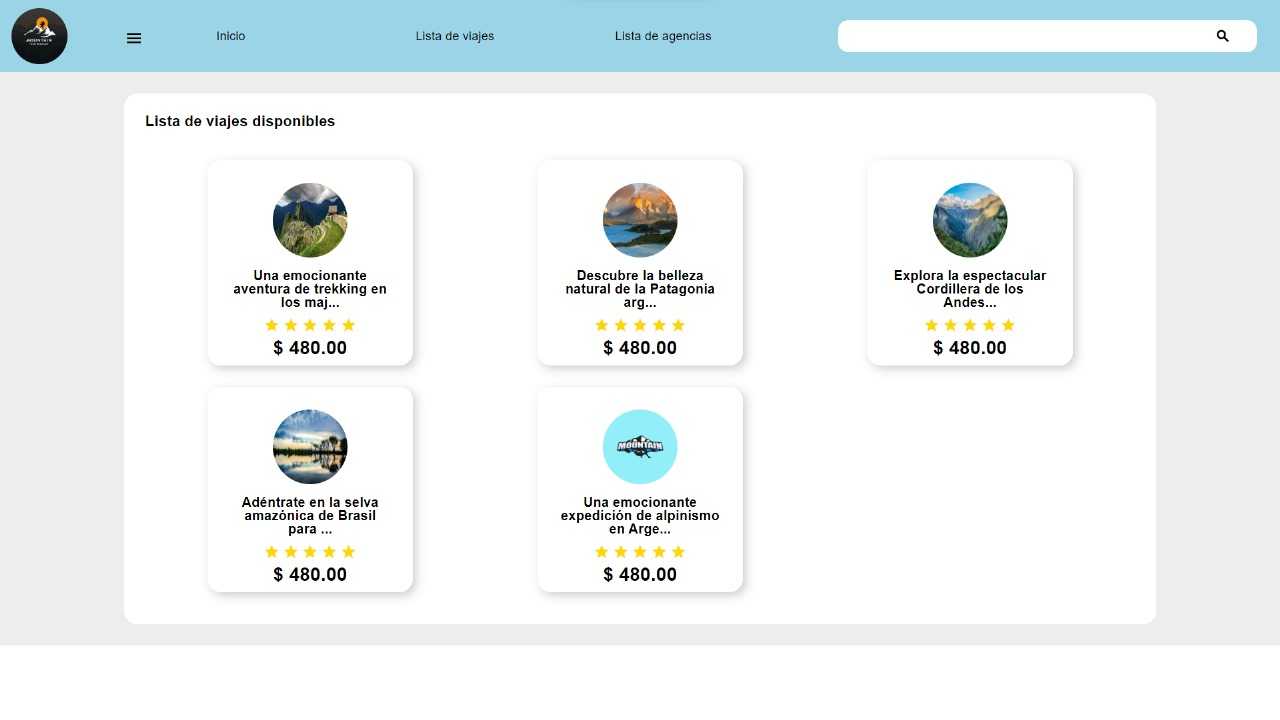 MOUNTAIN
Inicio
Lista de viajes
Lista de agencias
Lista de viajes disponibles
Una emocionante
aventura de trekking en
los maj...
$ 480.00
Descubre la belleza
natural de la Patagonia
arg...
$ 480.00
Explora la espectacular
Cordillera de los
Andes...
$ 480.00
Adéntrate en la selva
amazónica de Brasil
para ...
$ 480.00
MOUNTAIN
Una emocionante
expedición de alpinismo
en Arge...
$ 480.00